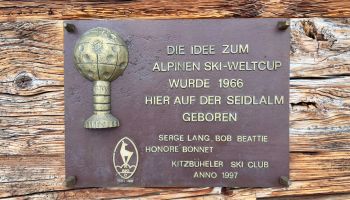 DIE IDEE ZUM
ALPINEN SKI-WELTCUP
WURDE 1966
HIER AUF DER SEIDLALM
GEBOREN
SERGE LANG, BOB BEATTIE
HONORE BONNET
KITZBÜHELER SKI CLUB
ANNO 1997